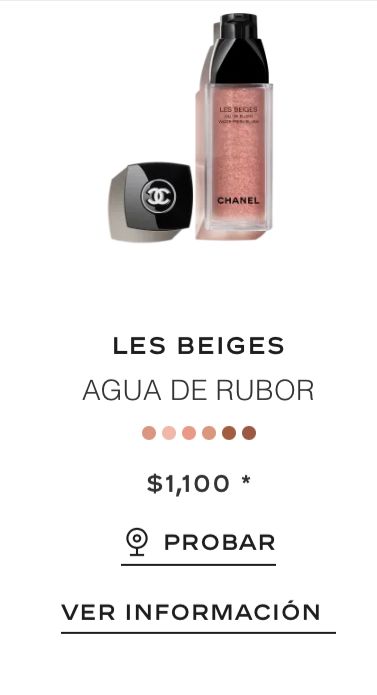 LES BEIGES
EAU DE BLUSH
WATER-FRESH BLUSH
CHANEL
LES BEIGES
AGUA DE RUBOR
$1,100 *
PROBAR
VER INFORMACIÓN